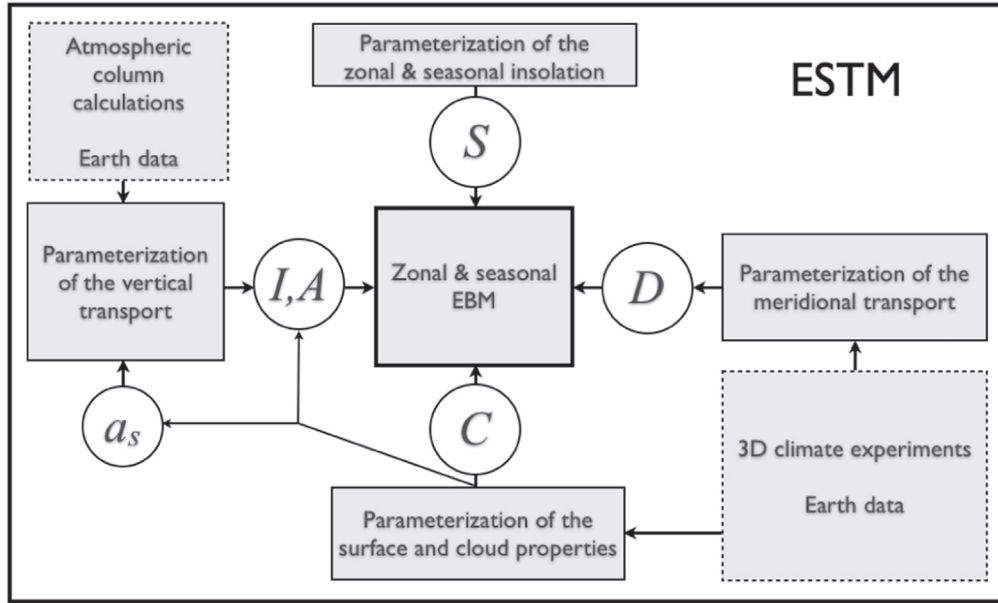 Atmospheric
column
calculations
Earth data
Parameterization of the
zonal & seasonal insolation
ESTM
S
Parameterization
of the vertical
transport
I,A
Zonal & seasonal
EBM
D
Parameterization of the
meridional transport
as
C
3D climate experiments
Earth data
Parameterization of the
surface and cloud properties